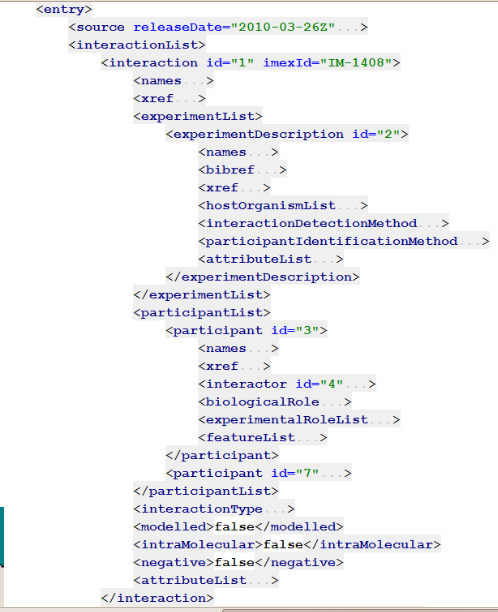 <entry>
<source releaseDate="2010-03-26Z"...>
<interactionList>
<interaction id="1" imexId="IM-1408">
<names...>
<xref...>
<experimentList>
<experimentDescription id="2">
<names...>
<bibref...>
<xref...>
<hostOrganismList...>
<interactionDetectionMethod...>
<participantIdentificationMethod...>
<attributeList...>
</experimentDescription>
</experimentList>
<participantList>
<participant id="3">
<names...>
<xref...>
<interactor id="4"...>
<biologicalRole...>
<experimentalRoleList...>
<featureList...>
</participant>
<participant id="7"...>
</participantList>
<interactionType...>
<modelled>false</modelled>
<intraMolecular>false</intraMolecular>
<negative>false</negative>
<attributeList...>
</interaction>